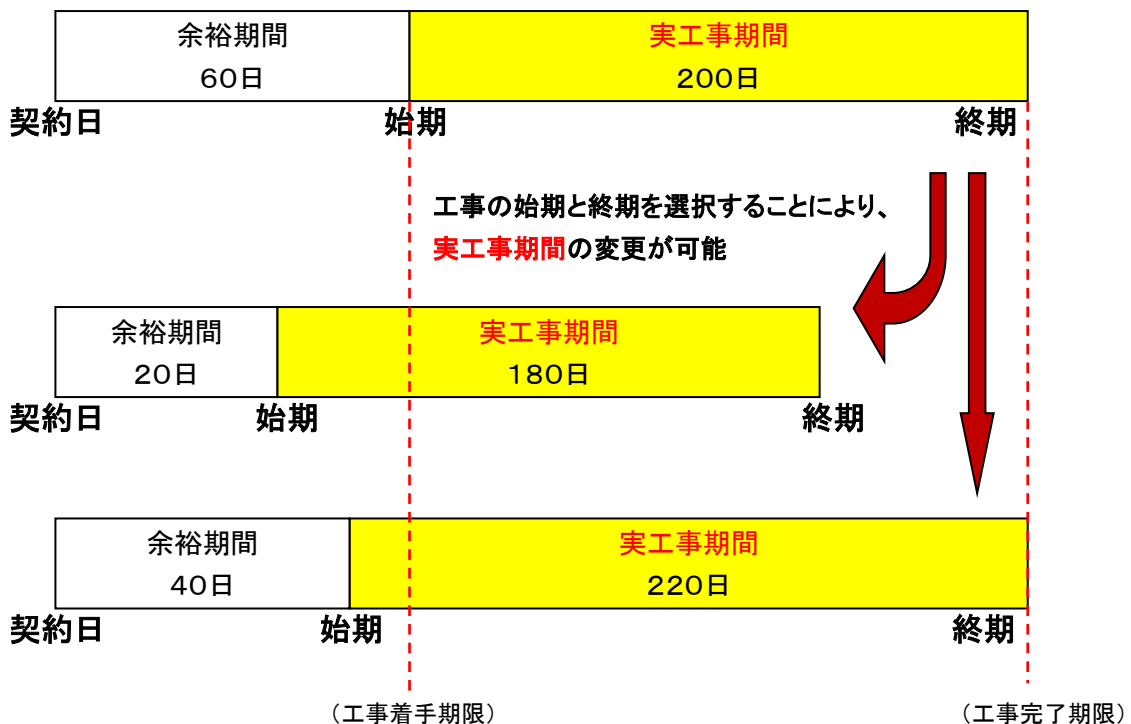 余裕期間
60日
実工事期間
200日
契約日
始期
終期
工事の始期と終期を選択することにより、
実工事期間の変更が可能
余裕期間
20日
実工事期間
180日
契約日
始期
終期
余裕期間
40日
実工事期間
220日
契約日
始期
終期
（工事着手期限）
（工事完了期限）